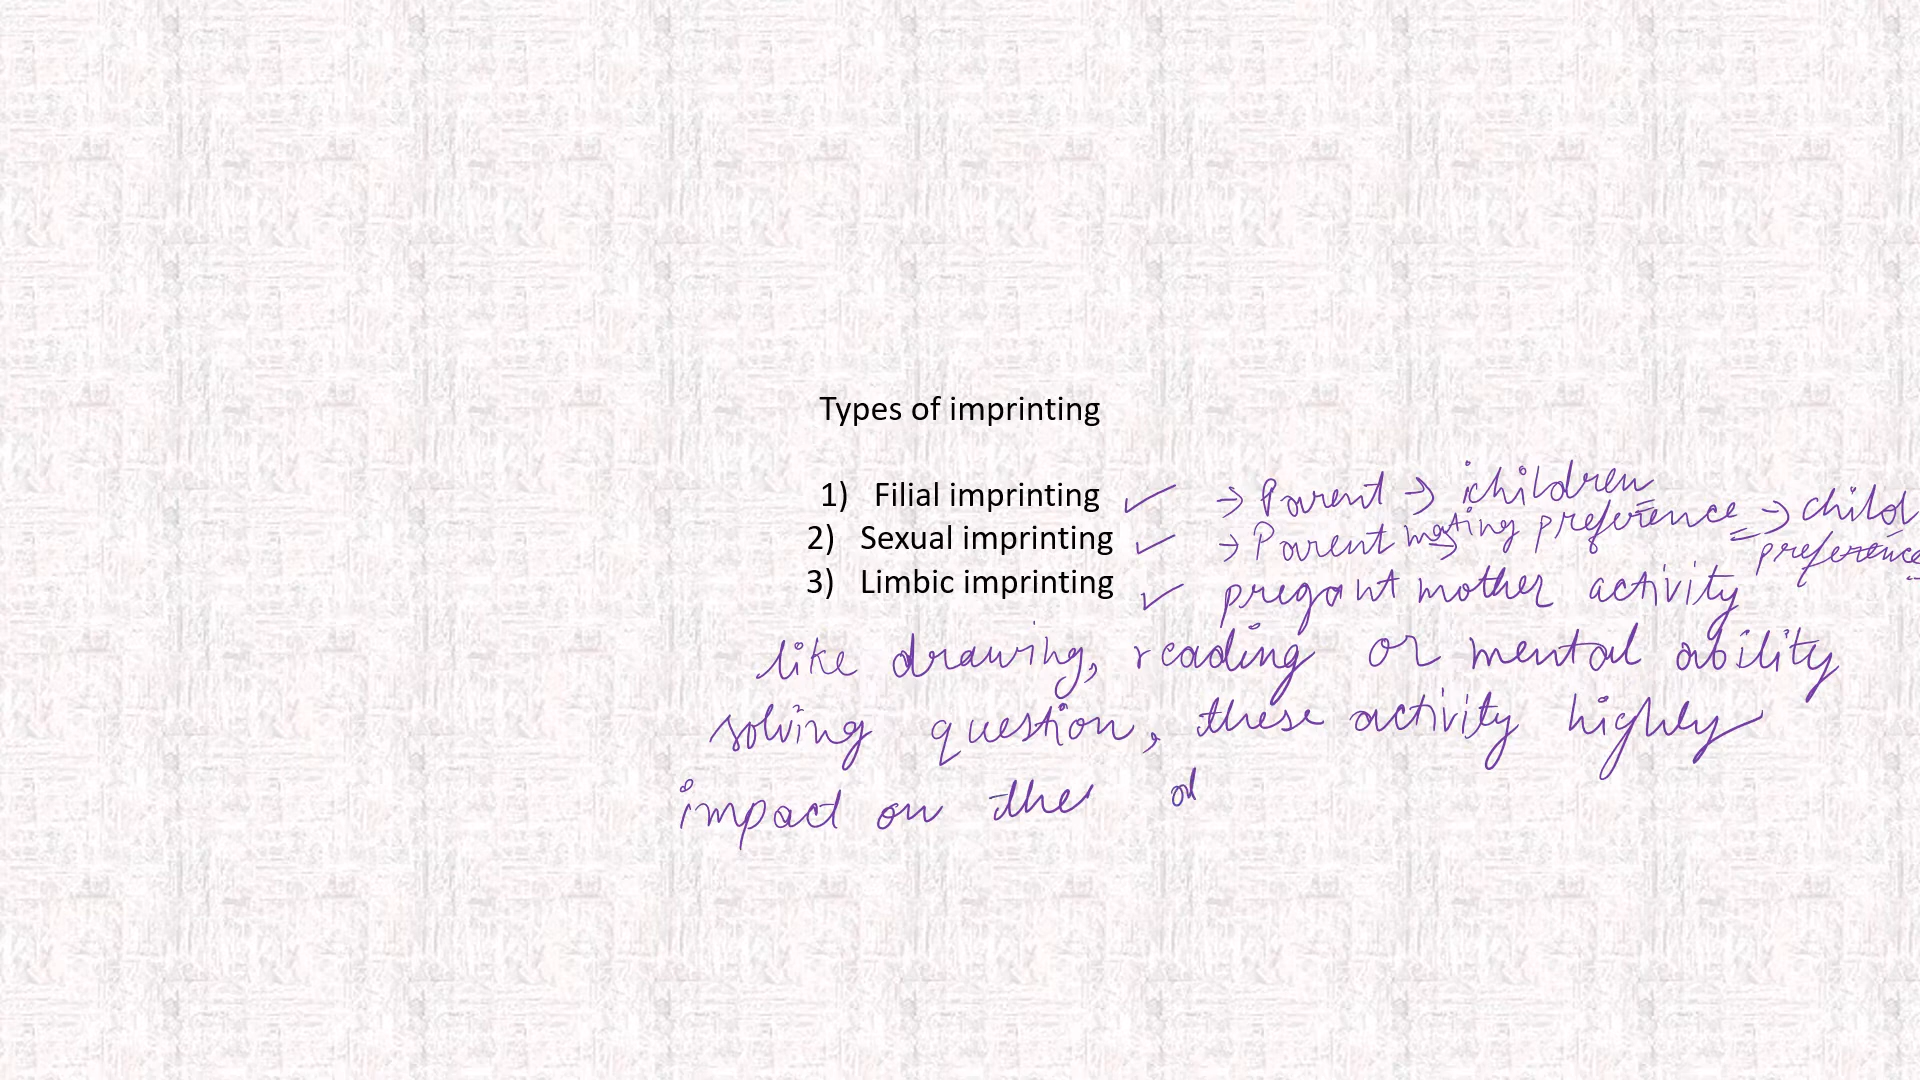 Types of imprinting
1) Filial imprinting ✓ → Parent → children
2) Sexual imprinting ✓ → Parent mating preference → child preference
3) Limbic imprinting ✓ pregant mother activity
like drawing, reading or mental ability
solving question, these activity highly
impact on the